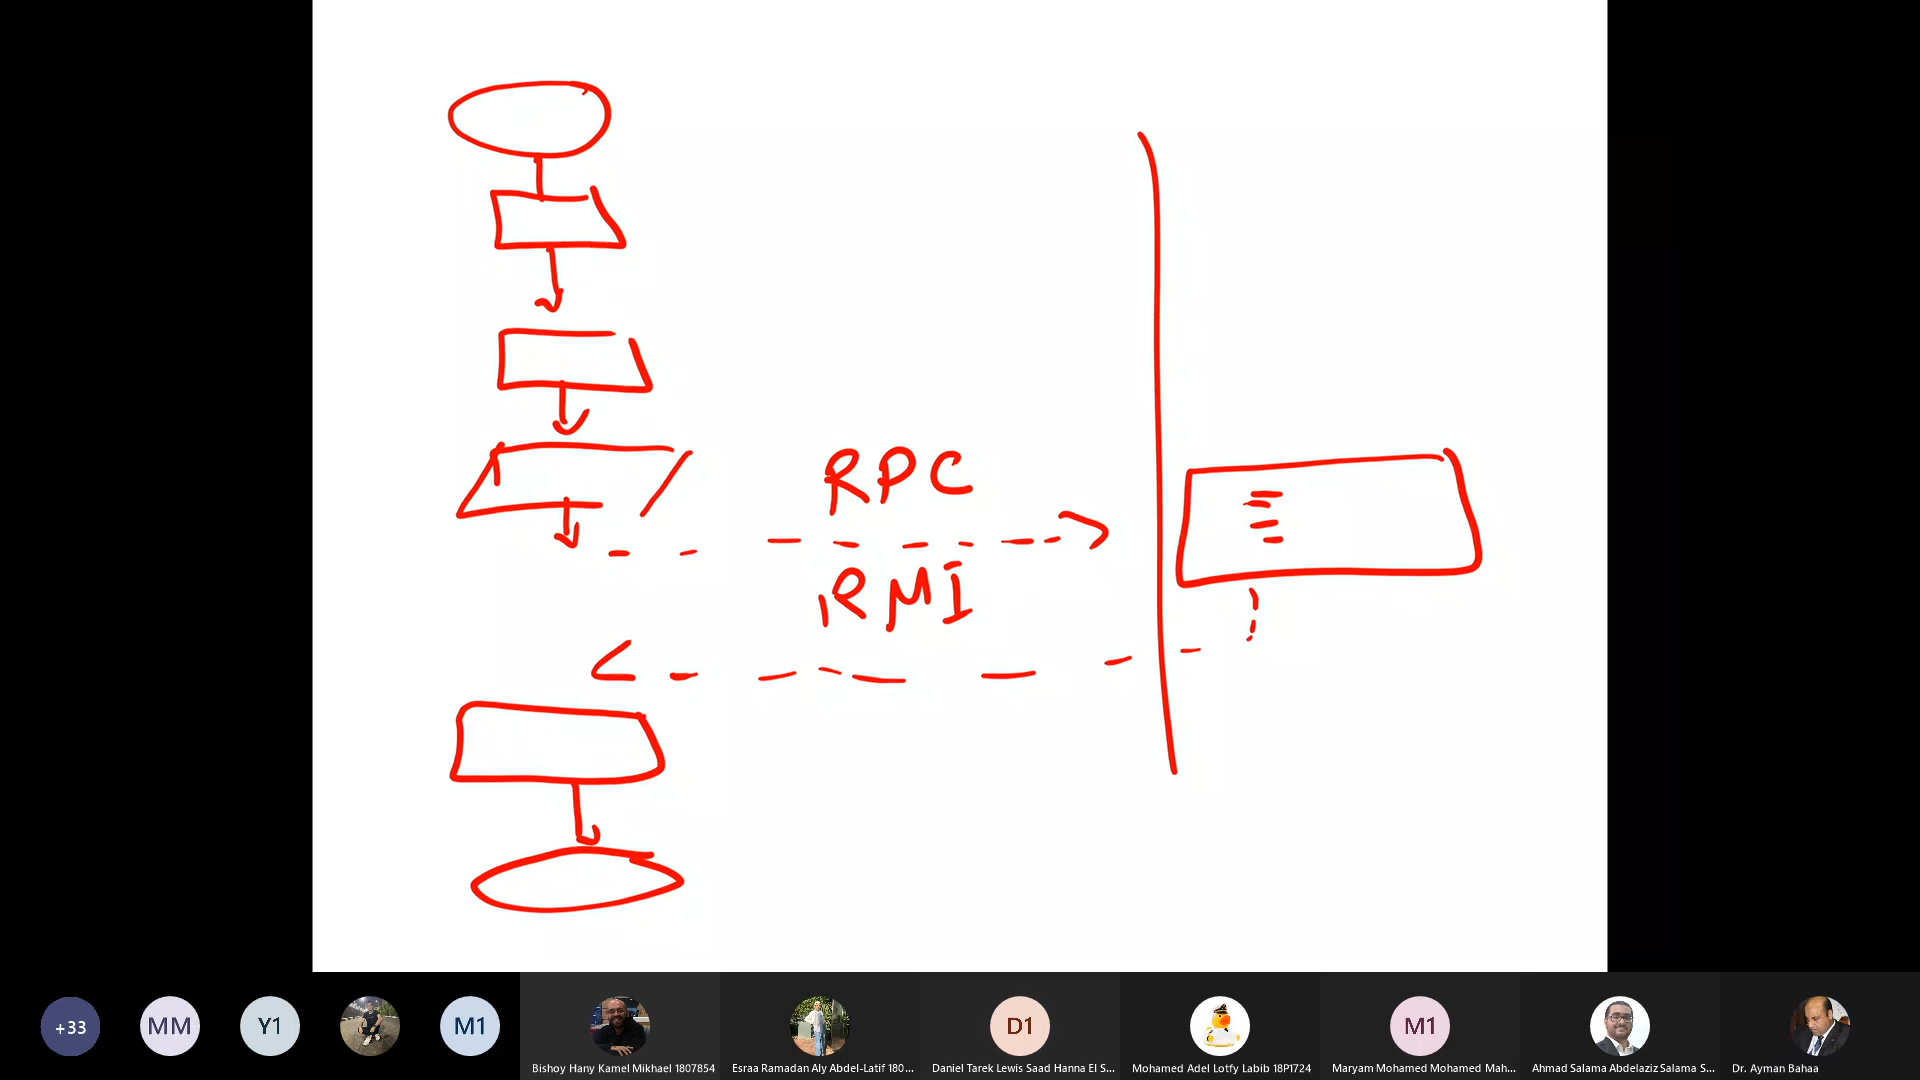 RPC
RMI
+33
MM
Y1
M1
D1
M1
Bishoy Hany Kamel Mikhael 1807854
Esraa Ramadan Aly Abdel-Latif 180...
Daniel Tarek Lewis Saad Hanna El S...
Mohamed Adel Lotfy Labib 18P1724
Maryam Mohamed Mohamed Mah...
Ahmad Salama Abdelaziz Salama S...
Dr. Ayman Bahaa